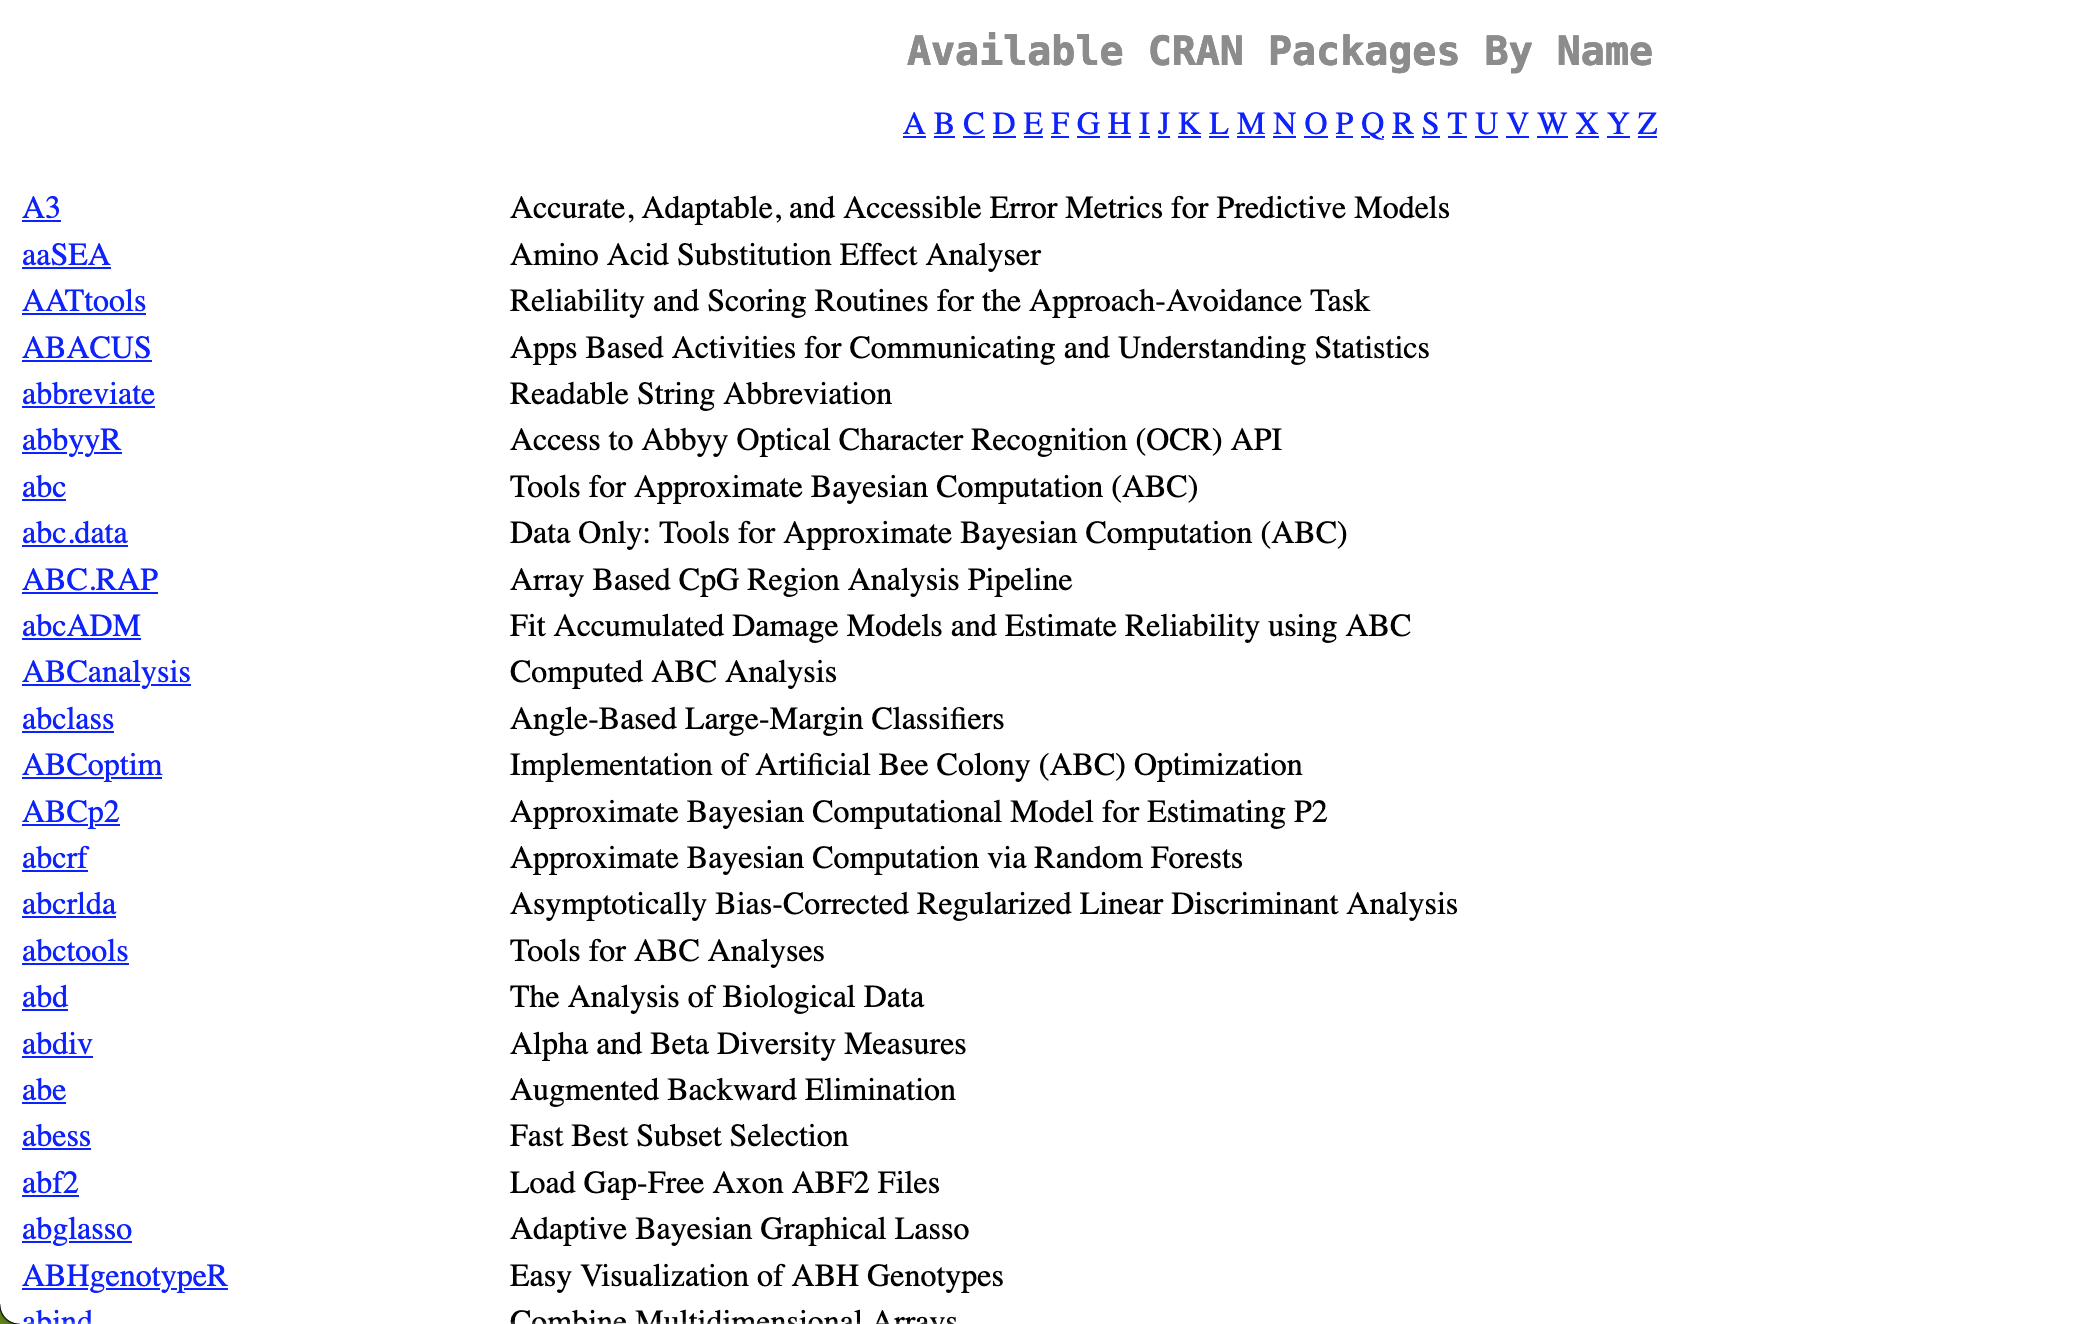 Available CRAN Packages By Name
A B C D E F G H I J K L M N O P Q R S T U V W X Y Z
A3 Accurate, Adaptable, and Accessible Error Metrics for Predictive Models
aaSEA Amino Acid Substitution Effect Analyser
AATtools Reliability and Scoring Routines for the Approach-Avoidance Task
ABACUS Apps Based Activities for Communicating and Understanding Statistics
abbreviate Readable String Abbreviation
abbyyR Access to Abbyy Optical Character Recognition (OCR) API
abc Tools for Approximate Bayesian Computation (ABC)
abc.data Data Only: Tools for Approximate Bayesian Computation (ABC)
ABC.RAP Array Based CpG Region Analysis Pipeline
abcADM Fit Accumulated Damage Models and Estimate Reliability using ABC
ABCanalysis Computed ABC Analysis
abclass Angle-Based Large-Margin Classifiers
ABCoptim Implementation of Artificial Bee Colony (ABC) Optimization
ABCp2 Approximate Bayesian Computational Model for Estimating P2
abcrf Approximate Bayesian Computation via Random Forests
abcrlda Asymptotically Bias-Corrected Regularized Linear Discriminant Analysis
abctools Tools for ABC Analyses
abd The Analysis of Biological Data
abdiv Alpha and Beta Diversity Measures
abe Augmented Backward Elimination
abess Fast Best Subset Selection
abf2 Load Gap-Free Axon ABF2 Files
abglasso Adaptive Bayesian Graphical Lasso
ABHgenotypeR Easy Visualization of ABH Genotypes
abind Combine Multidimensional Arrays